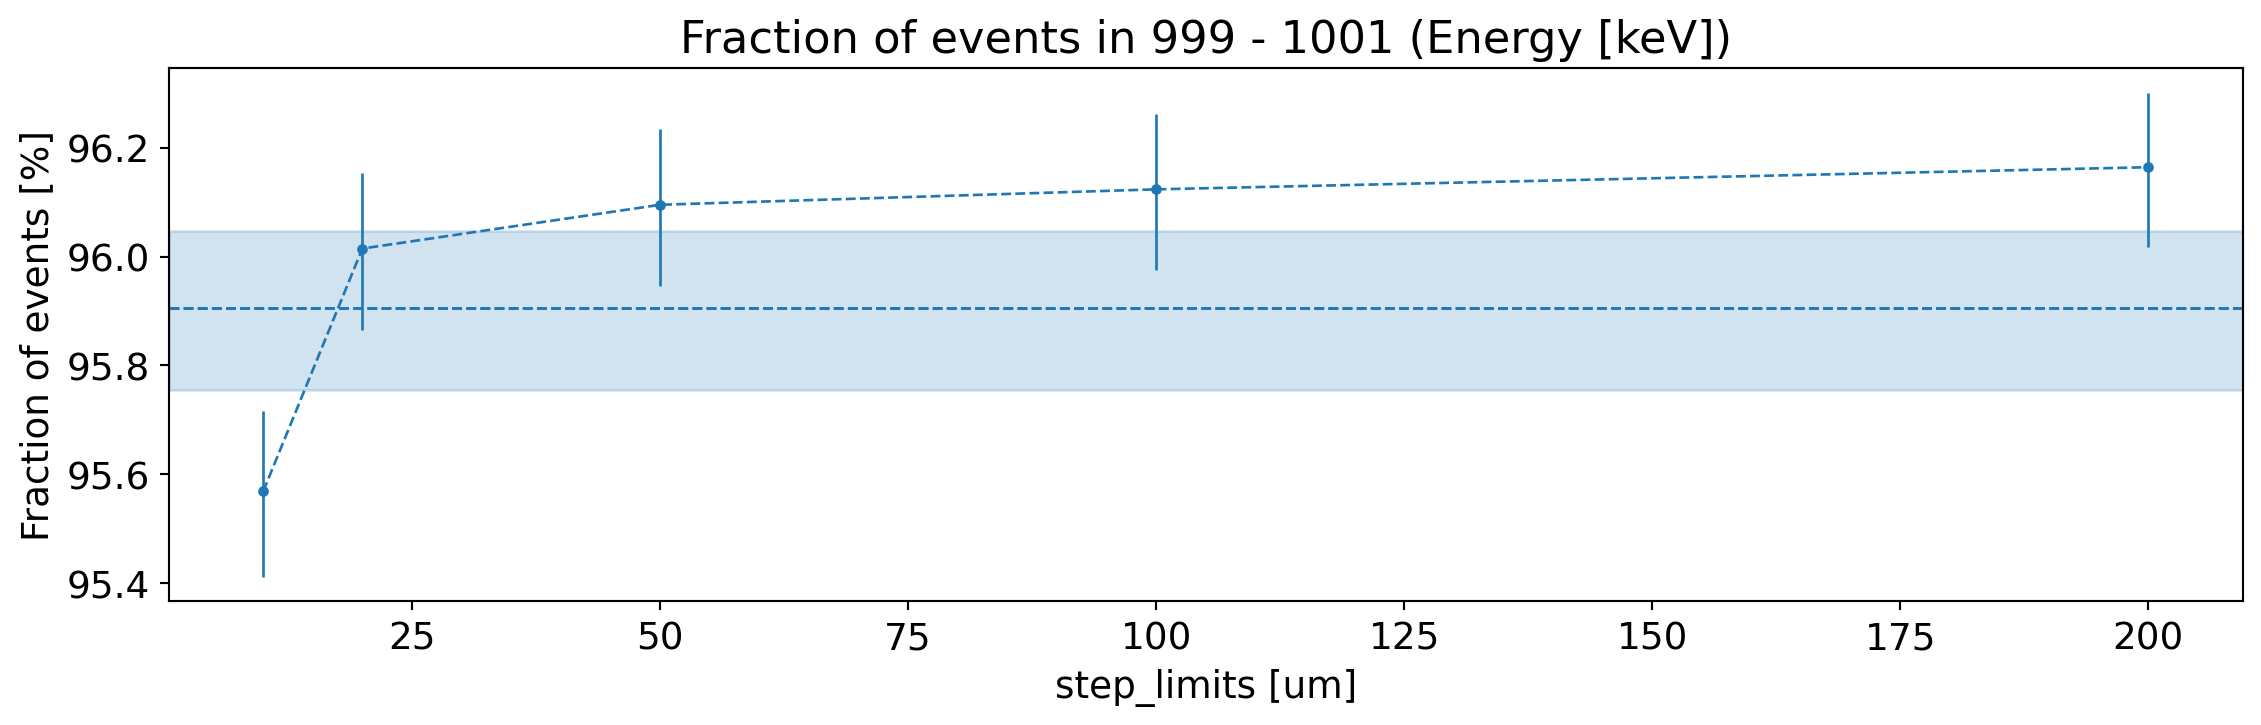 Fraction of events in 999 - 1001 (Energy [keV])
Fraction of events [%]
96.2
96.0
95.8
95.6
95.4
25 50 75 100 125 150 175 200
step_limits [um]